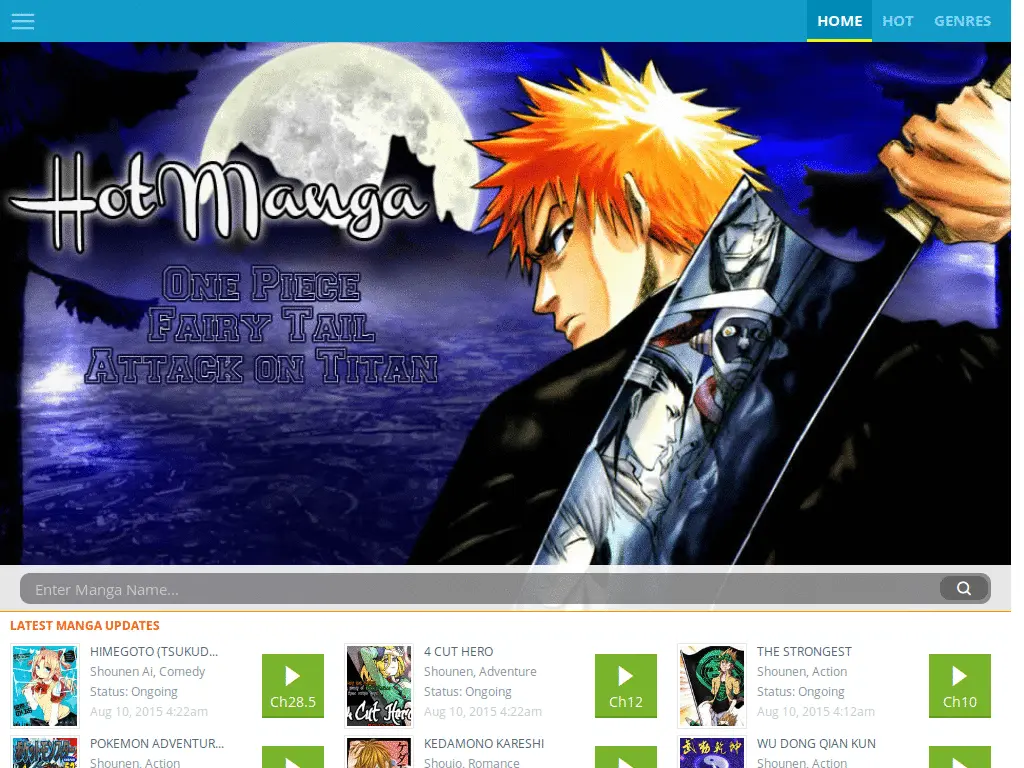 HOME HOT GENRES
Hot Manga
One Piece
Fairy Tail
Attack on Titan
Enter Manga Name...
LATEST MANGA UPDATES
HIMEGOTO (TSUKUD...
Shounen Ai, Comedy
Status: Ongoing
Aug 10, 2015 4:22am
Ch28.5
4 CUT HERO
Shounen, Adventure
Status: Ongoing
Aug 10, 2015 4:22am
Ch12
THE STRONGEST
Shounen, Action
Status: Ongoing
Aug 10, 2015 4:12am
Ch10
POKEMON ADVENTUR...
Shounen, Action
KEDAMONO KARESHI
Shoujo, Romance
WU DONG QIAN KUN
Shounen, Action